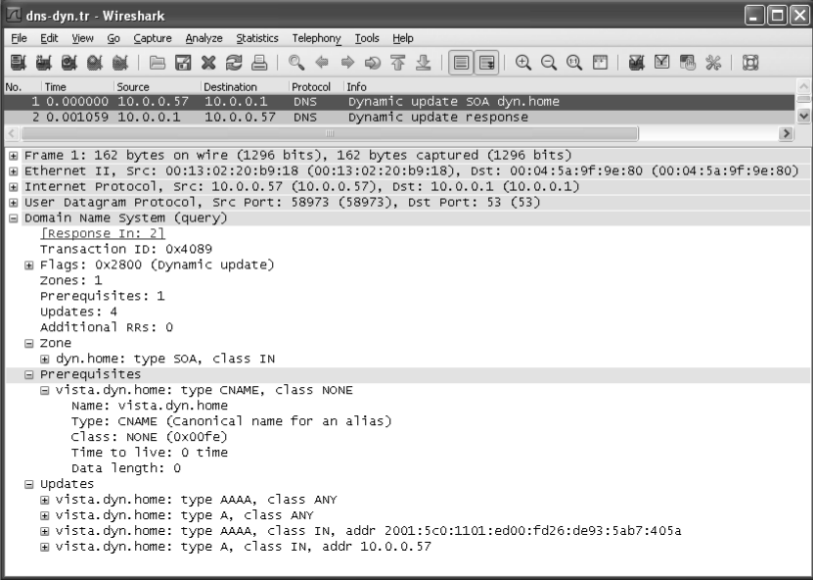 dns-dyn.tr - Wireshark
File Edit View Go Capture Analyze Statistics Telephony Tools Help
No. Time Source Destination Protocol Info
1 0.000000 10.0.0.57 10.0.0.1 DNS Dynamic update SOA dyn.home
2 0.001059 10.0.0.1 10.0.0.57 DNS Dynamic update response
Frame 1: 162 bytes on wire (1296 bits), 162 bytes captured (1296 bits)
Ethernet II, Src: 00:13:02:20:b9:18 (00:13:02:20:b9:18), Dst: 00:04:5a:9f:9e:80 (00:04:5a:9f:9e:80)
Internet Protocol, Src: 10.0.0.57 (10.0.0.57), Dst: 10.0.0.1 (10.0.0.1)
User Datagram Protocol, Src Port: 58973 (58973), Dst Port: 53 (53)
Domain Name System (query)
[Response In: 2]
Transaction ID: 0x4089
Flags: 0x2800 (Dynamic update)
Zones: 1
Prerequisites: 1
Updates: 4
Additional RRs: 0
Zone
dyn.home: type SOA, class IN
Prerequisites
vista.dyn.home: type CNAME, class NONE
Name: vista.dyn.home
Type: CNAME (Canonical name for an alias)
Class: NONE (0x00fe)
Time to live: 0 time
Data length: 0
Updates
vista.dyn.home: type AAAA, class ANY
vista.dyn.home: type A, class ANY
vista.dyn.home: type AAAA, class IN, addr 2001:5c0:1101:ed00:fd26:de93:5ab7:405a
vista.dyn.home: type A, class IN, addr 10.0.0.57